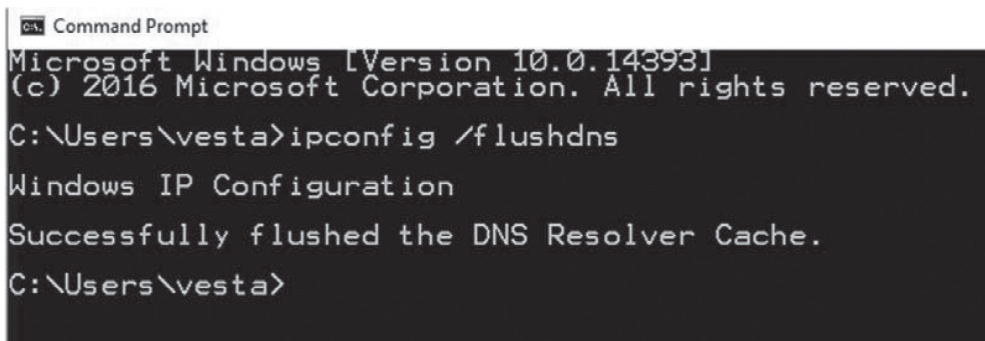 Command Prompt
Microsoft Windows [Version 10.0.14393]
(c) 2016 Microsoft Corporation. All rights reserved.
C:\Users\vesta>ipconfig /flushdns
Windows IP Configuration
Successfully flushed the DNS Resolver Cache.
C:\Users\vesta>